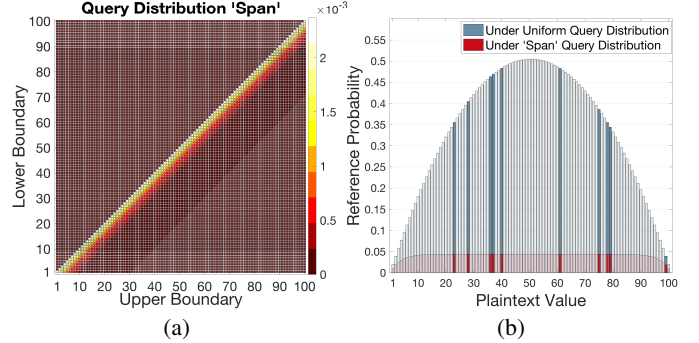 Query Distribution 'Span'
×10⁻³
Lower Boundary
100
90
80
70
60
50
40
30
20
10
1
1 10 20 30 40 50 60 70 80 90 100
Upper Boundary
2
1.5
1
0.5
0
(a)
Under Uniform Query Distribution
Under 'Span' Query Distribution
Reference Probability
0.55
0.5
0.45
0.4
0.35
0.3
0.25
0.2
0.15
0.1
0.05
0
1 10 20 30 40 50 60 70 80 90 100
Plaintext Value
(b)